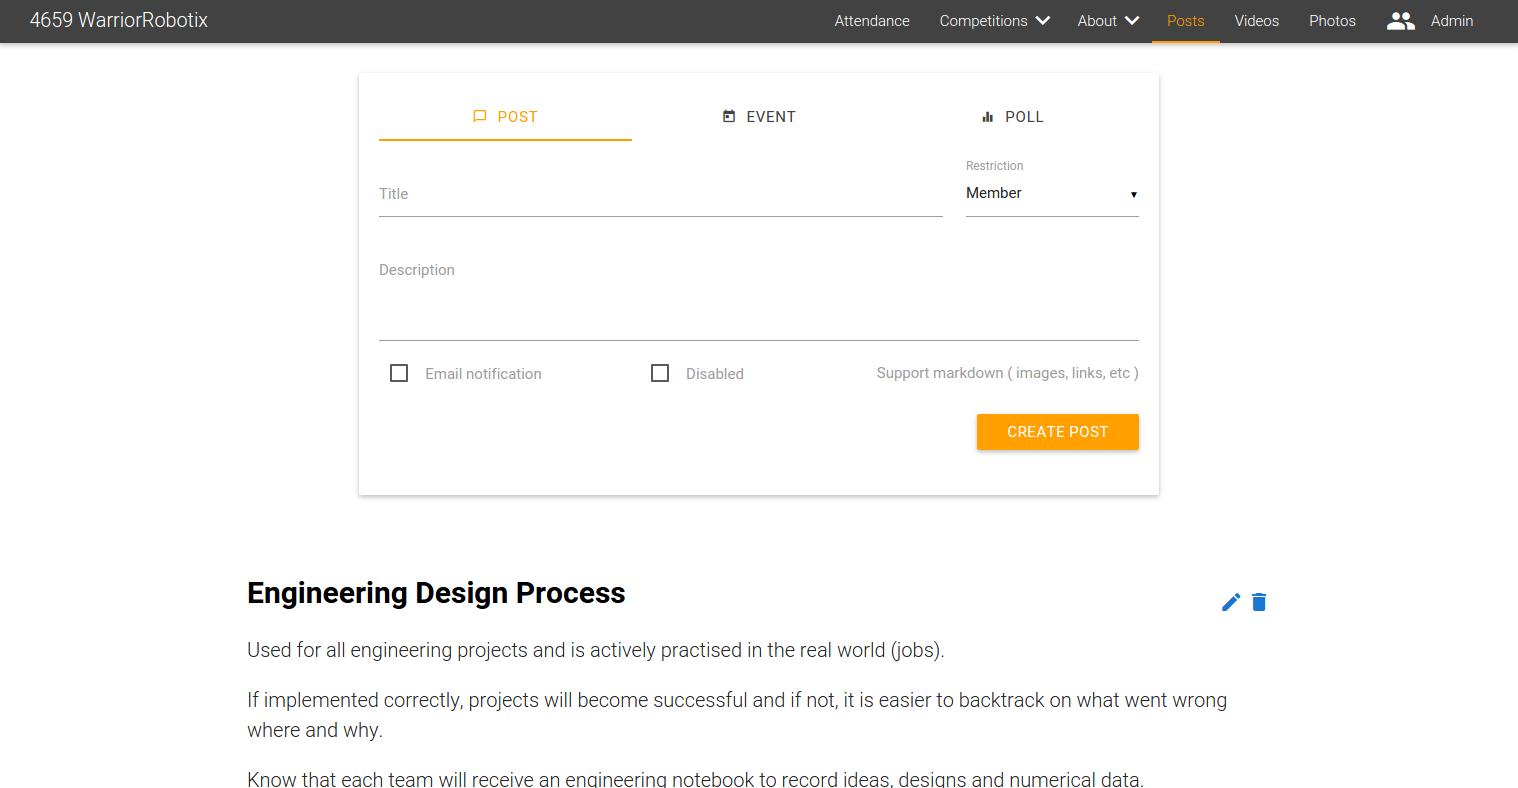 4659 WarriorRobotix
Attendance Competitions About Posts Videos Photos Admin
POST EVENT POLL
Restriction
Title Member
Description
Email notification Disabled Support markdown ( images, links, etc )
CREATE POST
Engineering Design Process
Used for all engineering projects and is actively practised in the real world (jobs).
If implemented correctly, projects will become successful and if not, it is easier to backtrack on what went wrong
where and why.
Know that each team will receive an engineering notebook to record ideas, designs and numerical data.